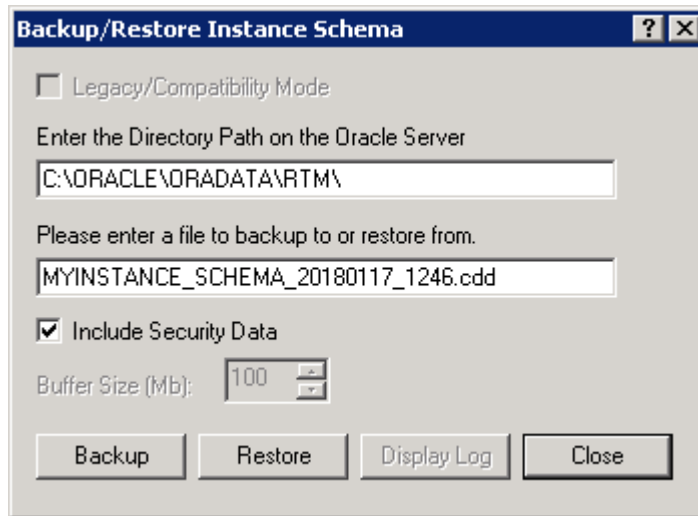 Backup/Restore Instance Schema
Legacy/Compatibility Mode
Enter the Directory Path on the Oracle Server
C:\ORACLE\ORADATA\RTM\
Please enter a file to backup to or restore from.
MYINSTANCE_SCHEMA_20180117_1246.cdd
Include Security Data
Buffer Size (Mb): 100
Backup Restore Display Log Close